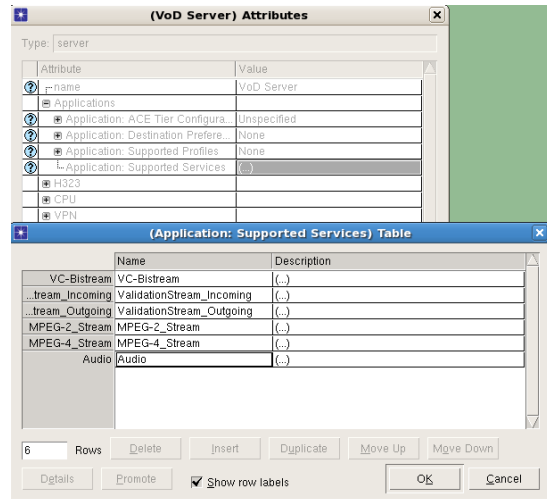 (VoD Server) Attributes
Type: server
Attribute Value
name VoD Server
Applications
Application: ACE Tier Configura... Unspecified
Application: Destination Prefere... None
Application: Supported Profiles None
Application: Supported Services (...)
H323
CPU
VPN
(Application: Supported Services) Table
Name Description
VC-Bistream VC-Bistream (...)
...tream_Incoming ValidationStream_Incoming (...)
...tream_Outgoing ValidationStream_Outgoing (...)
MPEG-2_Stream MPEG-2_Stream (...)
MPEG-4_Stream MPEG-4_Stream (...)
Audio Audio (...)
6 Rows Delete Insert Duplicate Move Up Move Down
Details Promote Show row labels OK Cancel